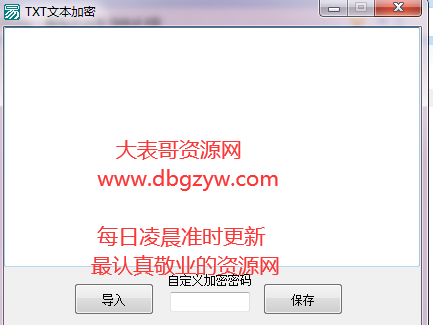 TXT文本加密
大表哥资源网
www.dbgzyw.com
每日凌晨准时更新
最认真敬业的资源网
自定义加密密码
导入
保存